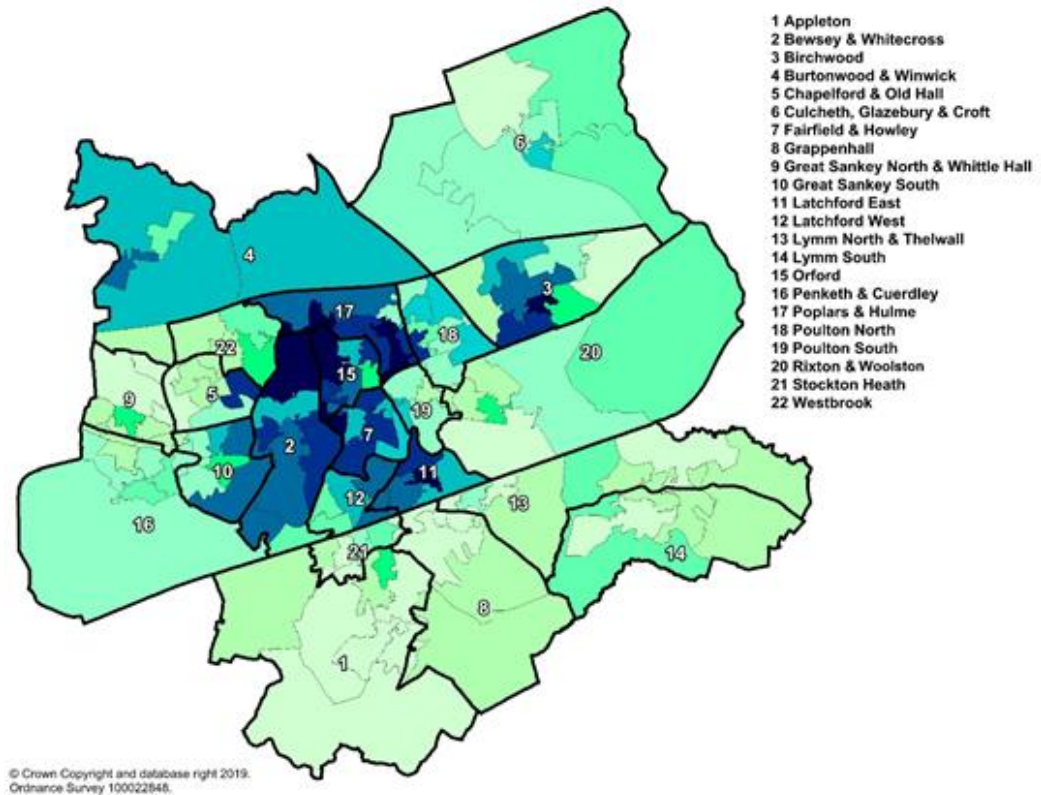 1 Appleton
2 Bewsey & Whitecross
3 Birchwood
4 Burtonwood & Winwick
5 Chapelford & Old Hall
6 Culcheth, Glazebury & Croft
7 Fairfield & Howley
8 Grappenhall
9 Great Sankey North & Whittle Hall
10 Great Sankey South
11 Latchford East
12 Latchford West
13 Lymm North & Thelwall
14 Lymm South
15 Orford
16 Penketh & Cuerdley
17 Poplars & Hulme
18 Poulton North
19 Poulton South
20 Rixton & Woolston
21 Stockton Heath
22 Westbrook
6
4
3
17
18
20
22
15
5
9
19
7
2
11
10
12
13
16
21
14
8
1
© Crown Copyright and database right 2019.
Ordnance Survey 100022848.